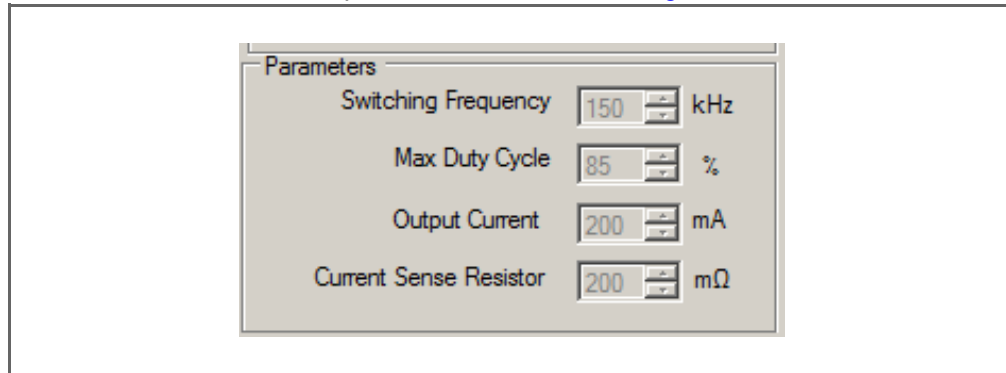 Parameters
Switching Frequency 150 kHz
Max Duty Cycle 85 %
Output Current 200 mA
Current Sense Resistor 200 mΩ